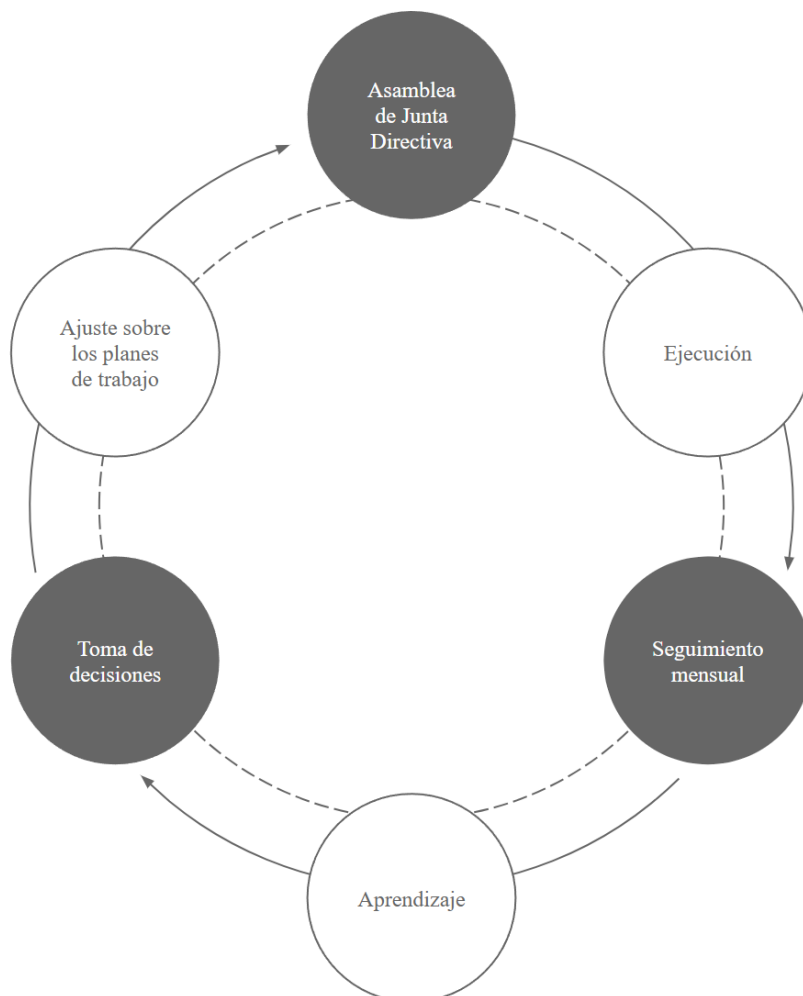 Asamblea
de Junta
Directiva
Ejecución
Seguimiento
mensual
Aprendizaje
Toma de
decisiones
Ajuste sobre
los planes
de trabajo